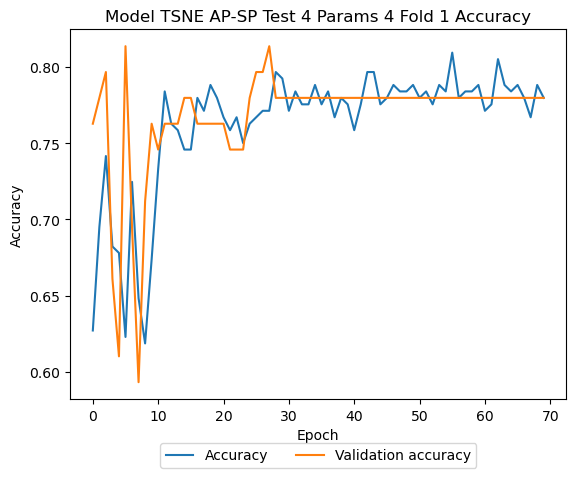 Model TSNE AP-SP Test 4 Params 4 Fold 1 Accuracy
0.80
0.75
0.70
0.65
0.60
Accuracy
0 10 20 30 40 50 60 70
Epoch
Accuracy Validation accuracy